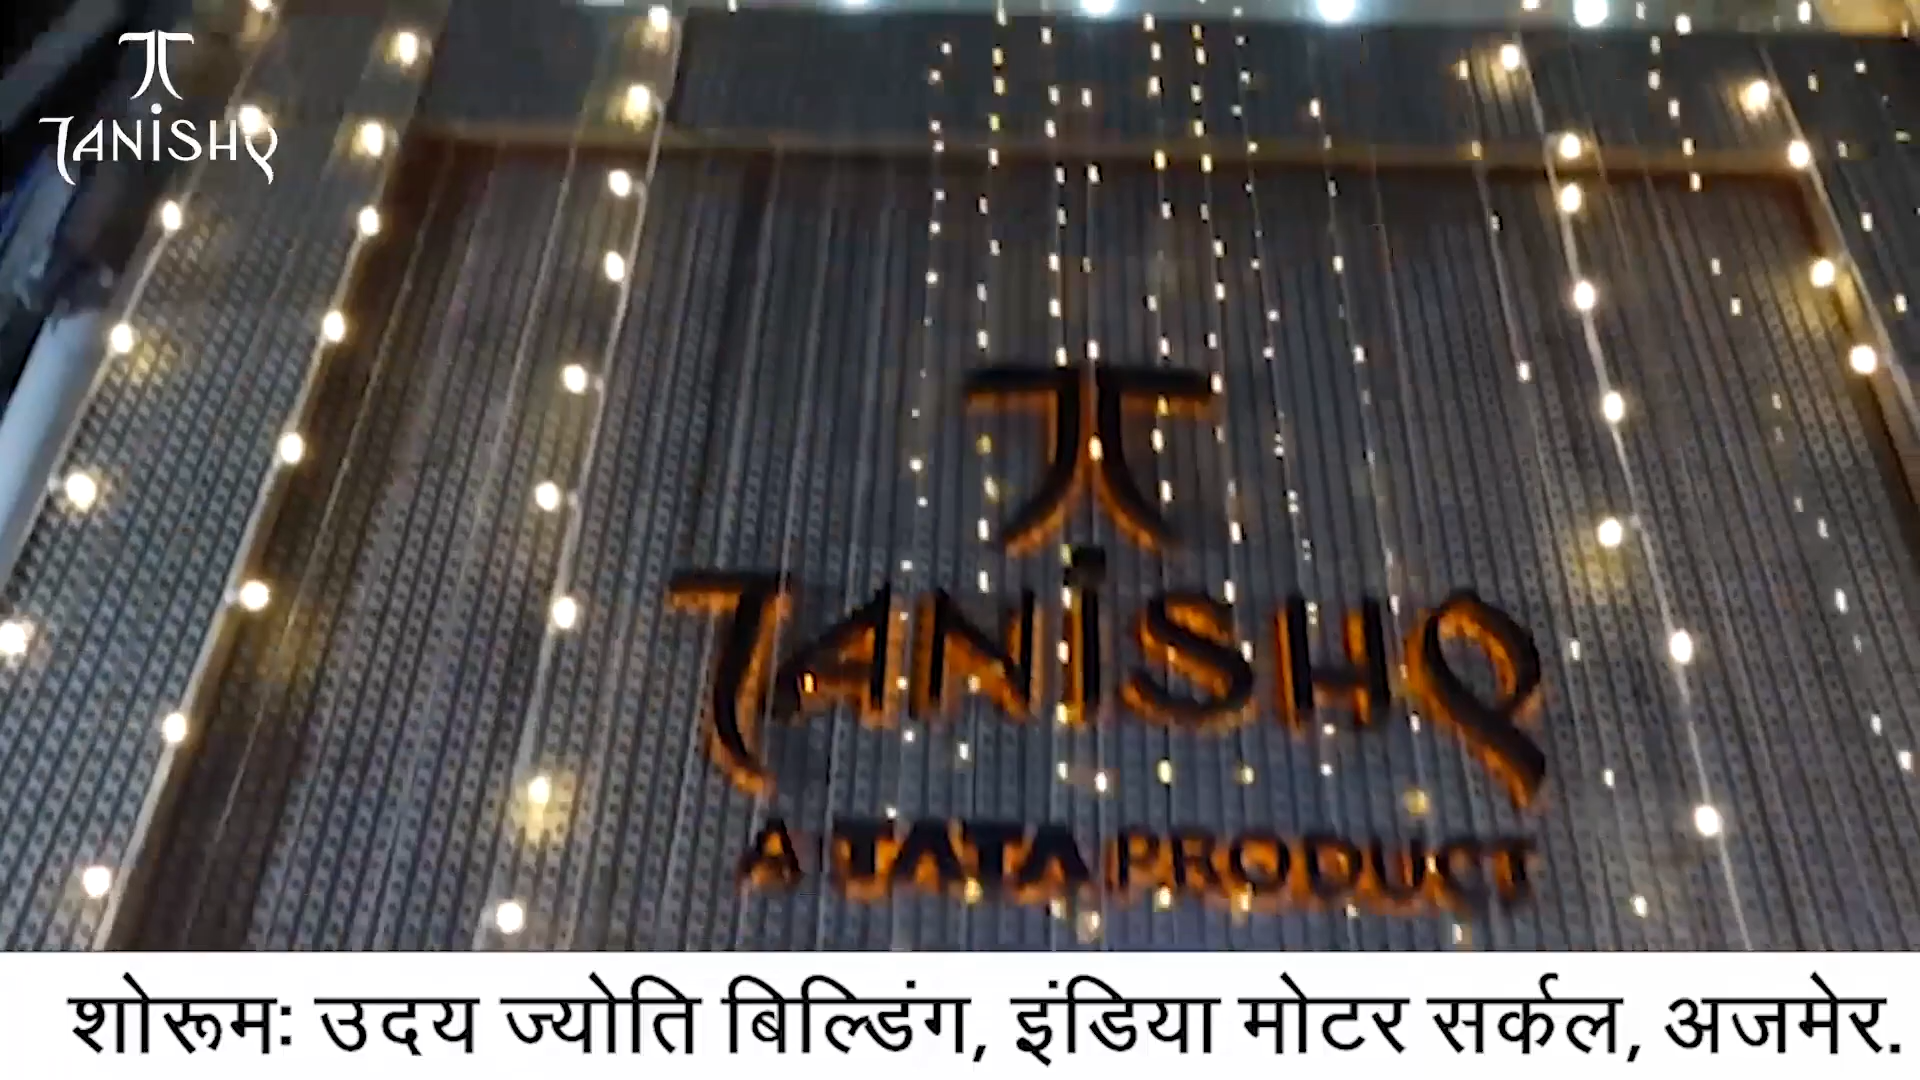 TANISHQ
TANISHQ
A TATA PRODUCT
शोरूमः उदय ज्योति बिल्डिंग, इंडिया मोटर सर्कल, अजमेर.